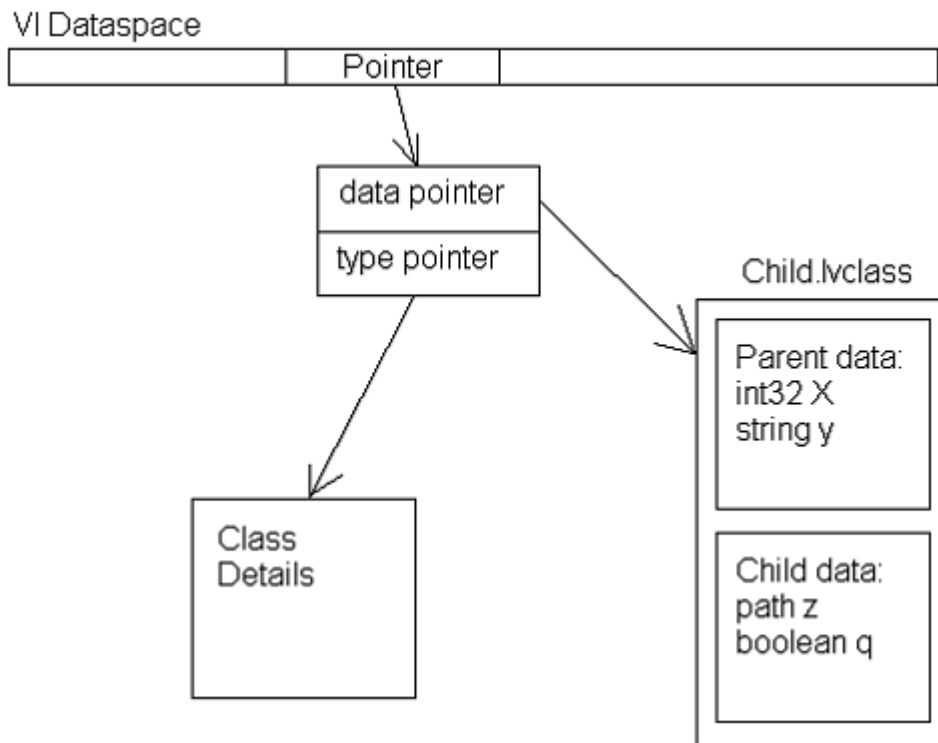 VI Dataspace
Pointer
data pointer
type pointer
Child.lvclass
Parent data:
int32 X
string y
Class
Details
Child data:
path z
boolean q